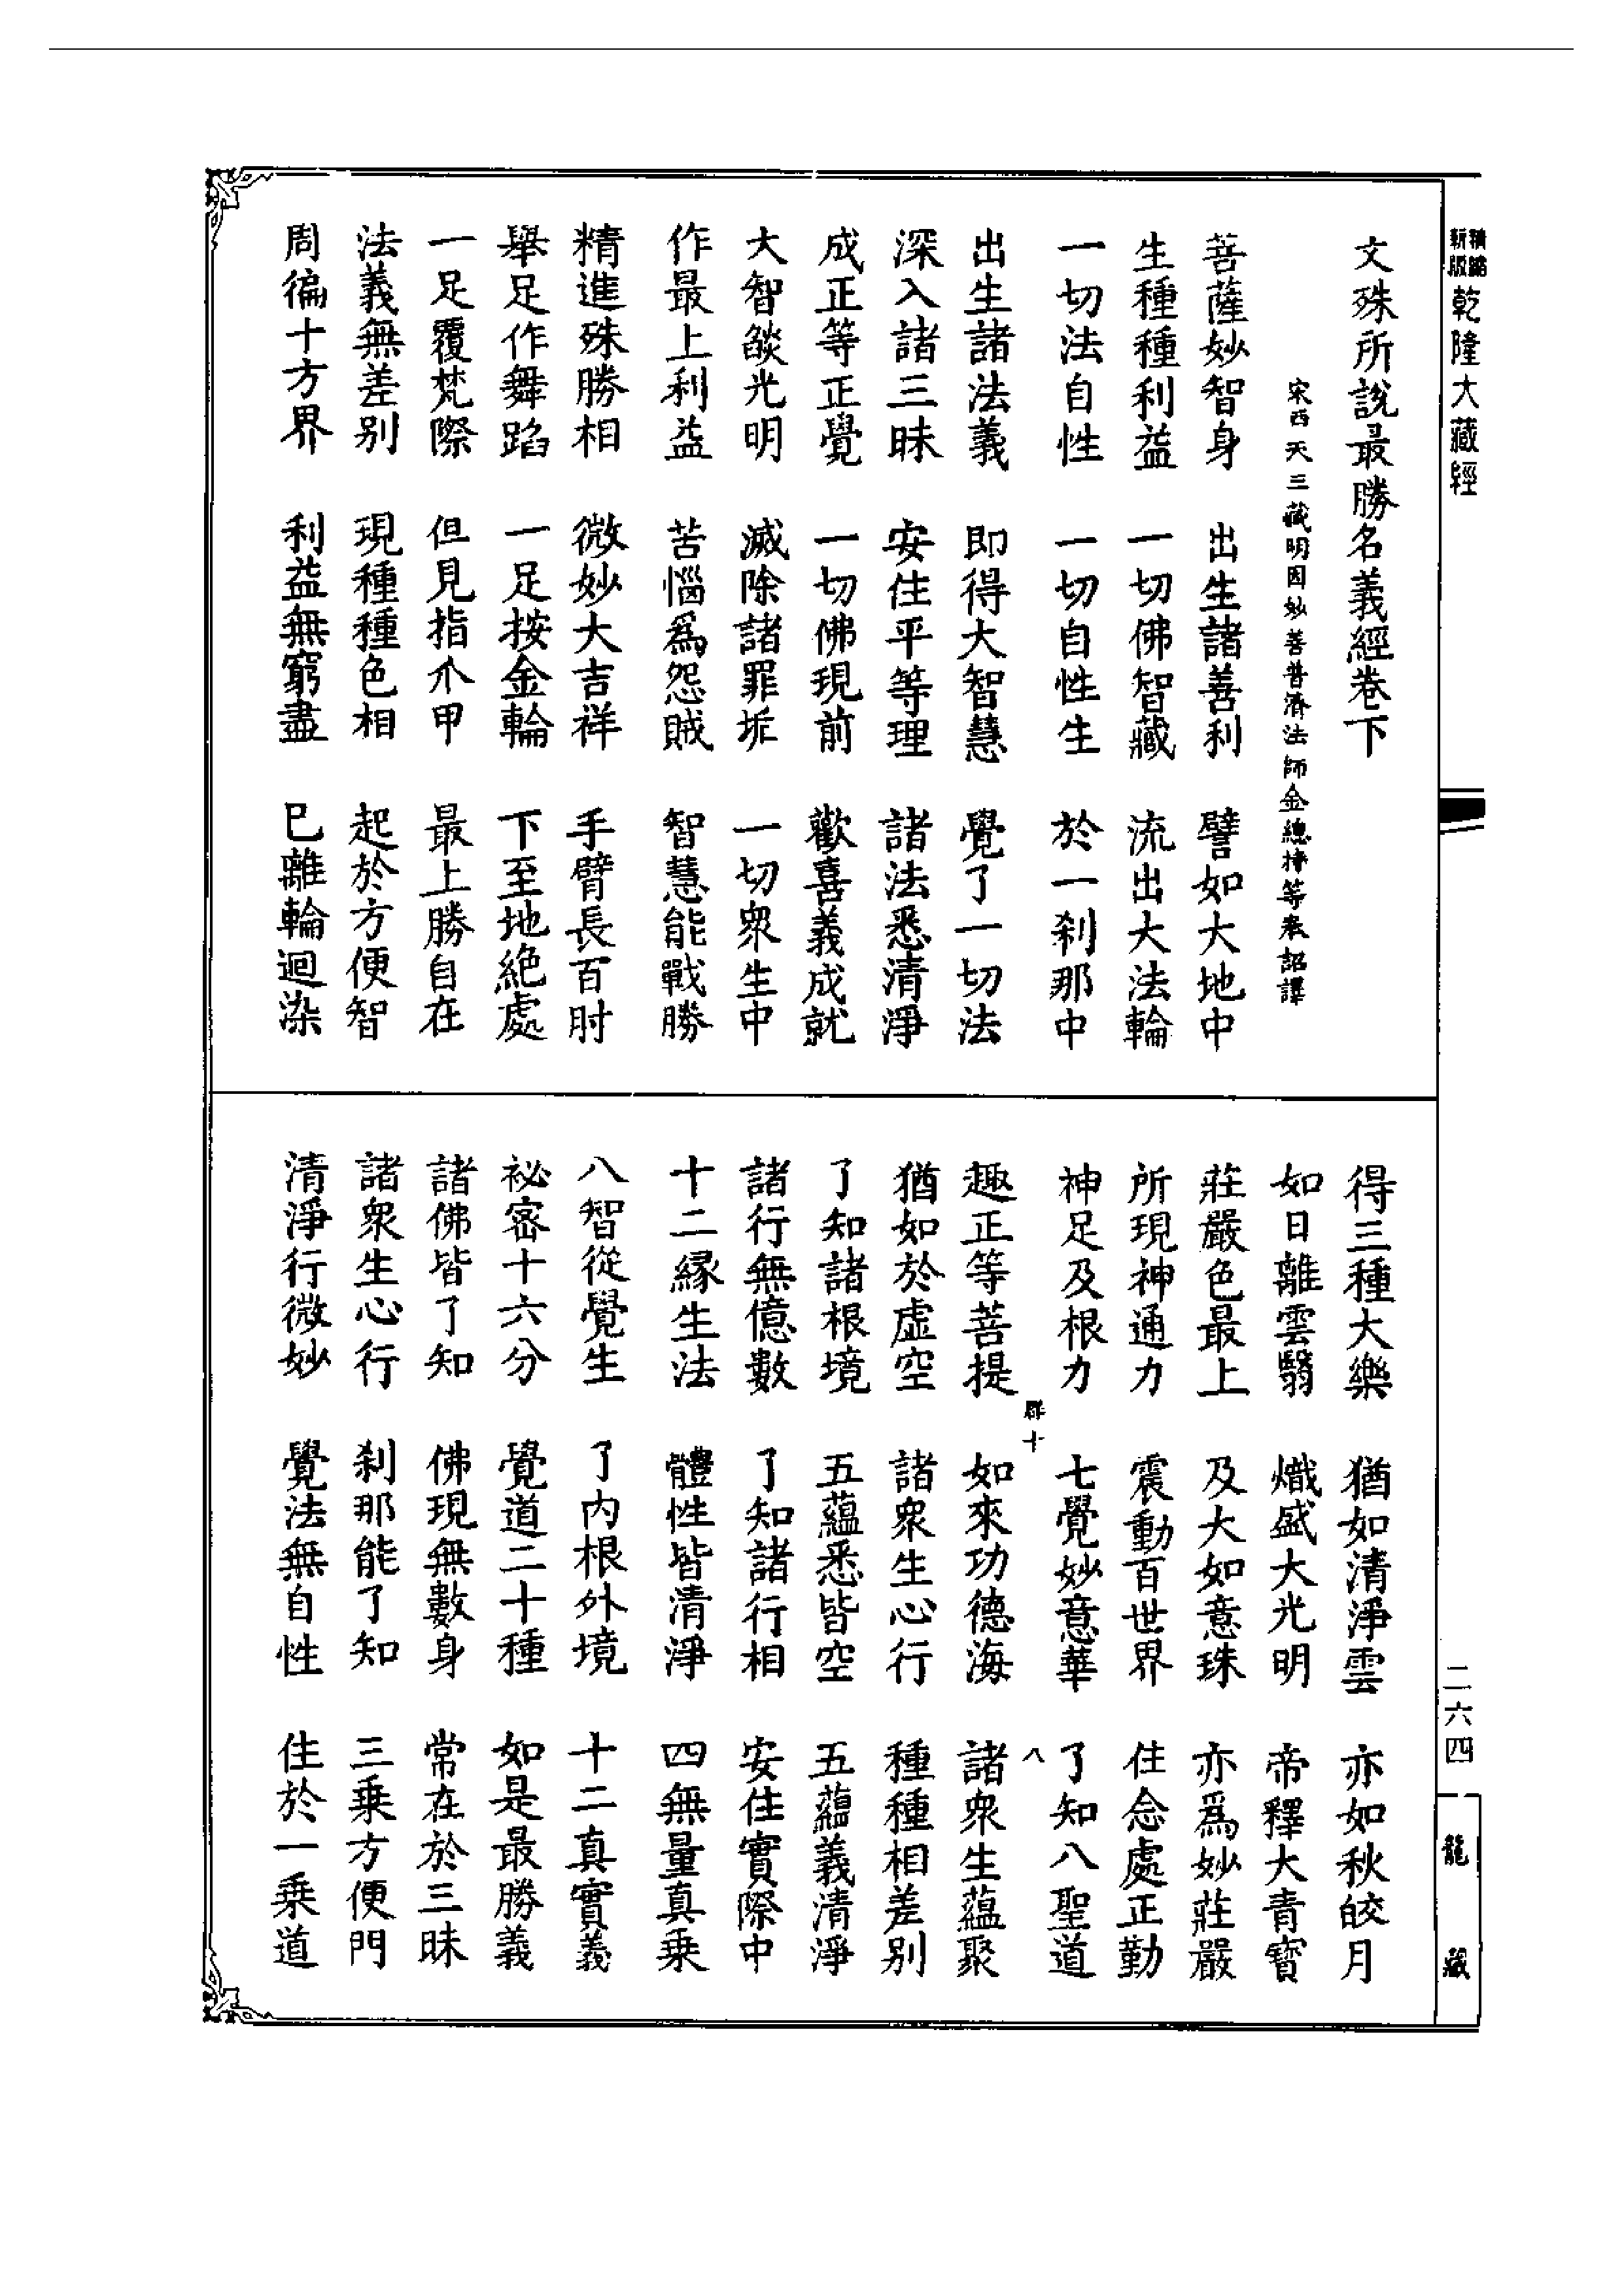 精縮新版乾隆大藏經
文殊所說最勝名義經卷下
宋西天三藏明因妙善普濟法師金總持等奉詔譯
菩薩妙智身 出生諸善利 譬如大地中
生種種利益 一切佛智藏 流出大法輪
一切法自性 一切自性生 於一刹那中
出生諸法義 即得大智慧 覺了一切法
深入諸三昧 安住平等理 諸法悉清淨
成正等正覺 一切佛現前 歡喜義成就
大智燄光明 滅除諸罪垢 一切衆生中
作最上利益 苦惱爲怨賊 智慧能戰勝
精進殊勝相 微妙大吉祥 手臂長百肘
舉足作舞蹈 一足按金輪 下至地絶處
一足覆梵際 但見指爪甲 最上勝自在
法義無差别 現種種色相 起於方便智
周徧十方界 利益無窮盡 巳離輪迴染
得三種大樂 猶如清淨雲 亦如秋皎月
如日離雲翳 熾盛大光明 帝釋大青寶
莊嚴色最上 及大如意珠 亦爲妙莊嚴
所現神通力 震動百世界 住念處正勤
神足及根力 七覺妙意華 了知八聖道
群十 八
趣正等菩提 如來功德海 諸衆生蘊聚
猶如於虛空 諸衆生心行 種種相差别
了知諸根境 五蘊悉皆空 五蘊義清淨
諸行無億數 了知諸行相 安住實際中
十二緣生法 體性皆清淨 四無量真乗
八智從覺生 了内根外境 十二真實義
祕密十六分 覺道二十種 如是最勝義
諸佛皆了知 佛現無數身 常在於三昧
諸衆生心行 刹那能了知 三乗方便門
清淨行微妙 覺法無自性 住於一乗道
二六四
龍藏